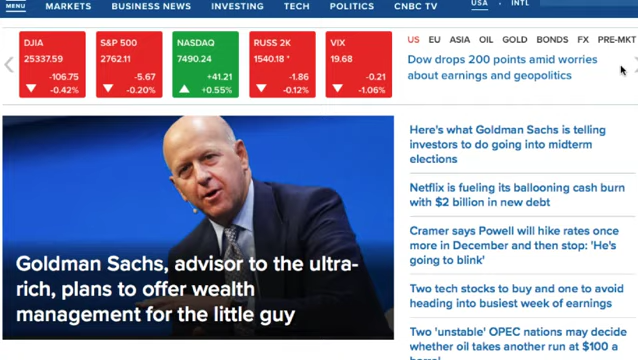 MENU MARKETS BUSINESS NEWS INVESTING TECH POLITICS CNBC TV USA INTL
DJIA
25337.59
-106.75
-0.42%
S&P 500
2762.11
-5.67
-0.20%
NASDAQ
7490.24
+41.21
+0.55%
RUSS 2K
1540.18 *
-1.86
-0.12%
VIX
19.68
-0.21
-1.06%
US EU ASIA OIL GOLD BONDS FX PRE-MKT
Dow drops 200 points amid worries
about earnings and geopolitics
Goldman Sachs, advisor to the ultra-
rich, plans to offer wealth
management for the little guy
Here's what Goldman Sachs is telling
investors to do going into midterm
elections
Netflix is fueling its ballooning cash burn
with $2 billion in new debt
Cramer says Powell will hike rates once
more in December and then stop: 'He's
going to blink'
Two tech stocks to buy and one to avoid
heading into busiest week of earnings
Two 'unstable' OPEC nations may decide
whether oil takes another run at $100 a